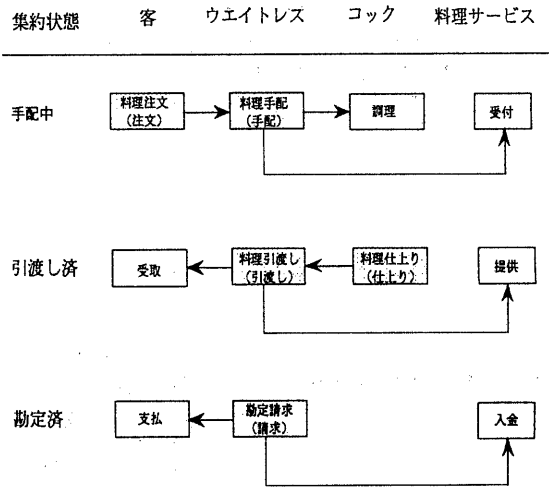 集約状態 客 ウエイトレス コック 料理サービス
手配中
料理注文
(注文)
料理手配
(手配)
調理
受付
引渡し済
受取
料理引渡し
(引渡し)
料理仕上り
(仕上り)
提供
勘定済
支払
勘定請求
(請求)
入金